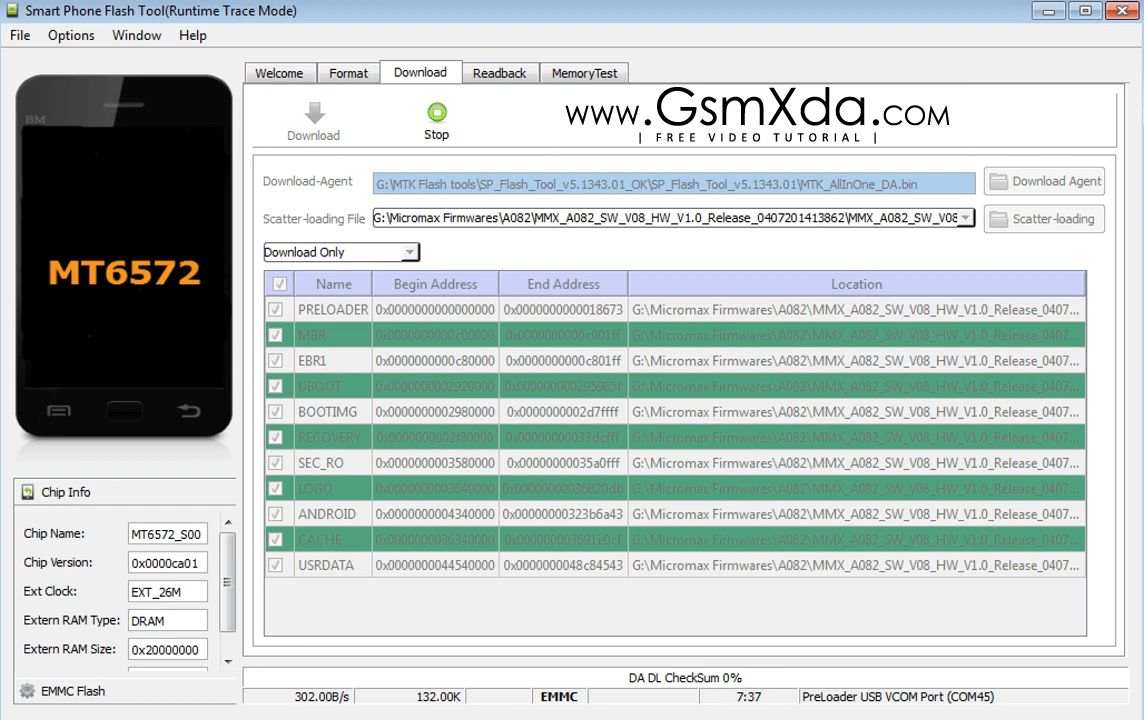 Smart Phone Flash Tool(Runtime Trace Mode)
File Options Window Help
Welcome Format Download Readback MemoryTest
Download Stop
www.GsmXda.com
| FREE VIDEO TUTORIAL |
BM
MT6572
Download-Agent G:\MTK Flash tools\SP_Flash_Tool_v5.1343.01_OK\SP_Flash_Tool_v5.1343.01\MTK_AllInOne_DA.bin Download Agent
Scatter-loading File G:\Micromax Firmwares\A082\MMX_A082_SW_V08_HW_V1.0_Release_0407201413862\MMX_A082_SW_V08 Scatter-loading
Download Only
Name Begin Address End Address Location
PRELOADER 0x0000000000000000 0x0000000000018673 G:\Micromax Firmwares\A082\MMX_A082_SW_V08_HW_V1.0_Release_0407...
MBR 0x0000000000c00000 0x0000000000c001ff G:\Micromax Firmwares\A082\MMX_A082_SW_V08_HW_V1.0_Release_0407...
EBR1 0x0000000000c80000 0x0000000000c801ff G:\Micromax Firmwares\A082\MMX_A082_SW_V08_HW_V1.0_Release_0407...
UBOOT 0x0000000002920000 0x000000000295985f G:\Micromax Firmwares\A082\MMX_A082_SW_V08_HW_V1.0_Release_0407...
BOOTIMG 0x0000000002980000 0x0000000002d7ffff G:\Micromax Firmwares\A082\MMX_A082_SW_V08_HW_V1.0_Release_0407...
RECOVERY 0x0000000002f80000 0x00000000033dcfff G:\Micromax Firmwares\A082\MMX_A082_SW_V08_HW_V1.0_Release_0407...
SEC_RO 0x0000000003580000 0x00000000035a0fff G:\Micromax Firmwares\A082\MMX_A082_SW_V08_HW_V1.0_Release_0407...
LOGO 0x0000000003640000 0x00000000036820db G:\Micromax Firmwares\A082\MMX_A082_SW_V08_HW_V1.0_Release_0407...
ANDROID 0x0000000004340000 0x00000000323b6a43 G:\Micromax Firmwares\A082\MMX_A082_SW_V08_HW_V1.0_Release_0407...
CACHE 0x0000000036340000 0x000000003691e0cf G:\Micromax Firmwares\A082\MMX_A082_SW_V08_HW_V1.0_Release_0407...
USRDATA 0x0000000044540000 0x0000000048c84543 G:\Micromax Firmwares\A082\MMX_A082_SW_V08_HW_V1.0_Release_0407...
Chip Info
Chip Name: MT6572_S00
Chip Version: 0x0000ca01
Ext Clock: EXT_26M
Extern RAM Type: DRAM
Extern RAM Size: 0x20000000
EMMC Flash
DA DL CheckSum 0%
302.00B/s 132.00K EMMC 7:37 PreLoader USB VCOM Port (COM45)